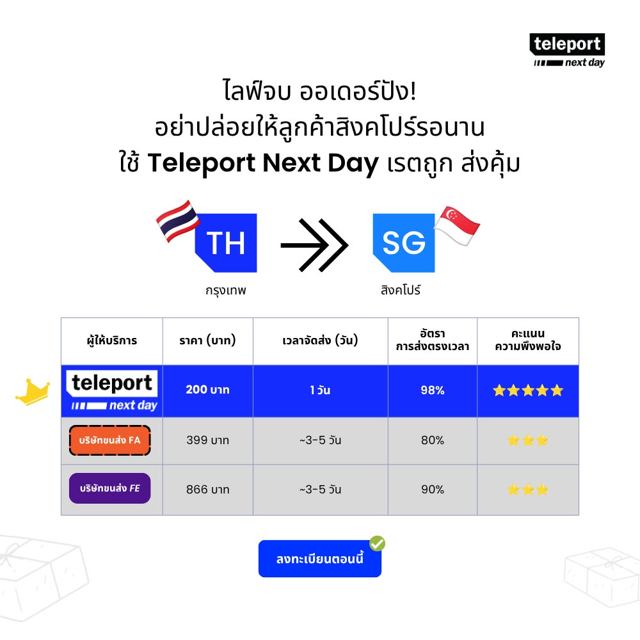 teleport
next day
ไลฟ์จบ ออเดอร์ปัง!
อย่าปล่อยให้ลูกค้าสิงคโปร์รอนาน
ใช้ Teleport Next Day เรตถูก ส่งคุ้ม
TH
SG
กรุงเทพ
สิงคโปร์
ผู้ให้บริการ
ราคา (บาท)
เวลาจัดส่ง (วัน)
อัตรา
การส่งตรงเวลา
คะแนน
ความพึงพอใจ
teleport
next day
200 บาท
1 วัน
98%
บริษัทขนส่ง FA
399 บาท
~3-5 วัน
80%
บริษัทขนส่ง FE
866 บาท
~3-5 วัน
90%
ลงทะเบียนตอนนี้